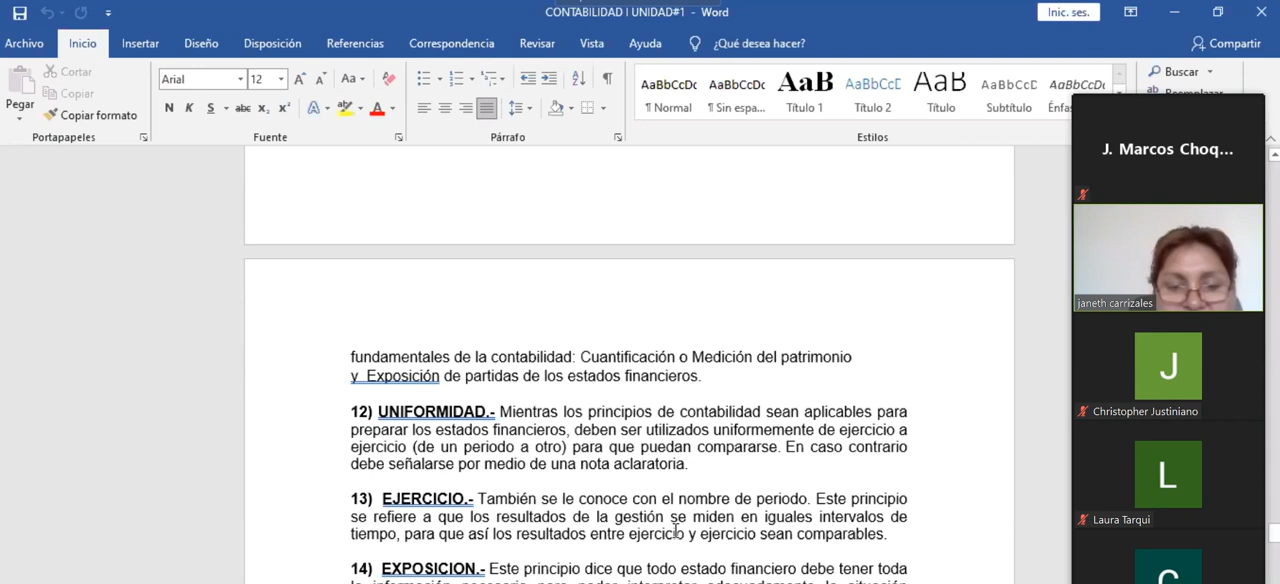 CONTABILIDAD I UNIDAD#1 - Word
Inic. ses.
Archivo Inicio Insertar Diseño Disposición Referencias Correspondencia Revisar Vista Ayuda ¿Qué desea hacer? Compartir
Pegar
Cortar
Copiar
Copiar formato
Portapapeles
Arial 12
N K S abc x₂ x²
Fuente
Párrafo
AaBbCcDc AaBbCcDc AaB AaBbCcD AaB AaBbCcD AaBbCcDc
¶ Normal ¶ Sin espa... Título 1 Título 2 Título Subtítulo
Estilos
Buscar
J. Marcos Choq...
janeth carrizales
J
Christopher Justiniano
L
Laura Tarqui
fundamentales de la contabilidad: Cuantificación o Medición del patrimonio
y Exposición de partidas de los estados financieros.
12) UNIFORMIDAD.- Mientras los principios de contabilidad sean aplicables para
preparar los estados financieros, deben ser utilizados uniformemente de ejercicio a
ejercicio (de un periodo a otro) para que puedan compararse. En caso contrario
debe señalarse por medio de una nota aclaratoria.
13) EJERCICIO.- También se le conoce con el nombre de periodo. Este principio
se refiere a que los resultados de la gestión se miden en iguales intervalos de
tiempo, para que así los resultados entre ejercicio y ejercicio sean comparables.
14) EXPOSICION.- Este principio dice que todo estado financiero debe tener toda